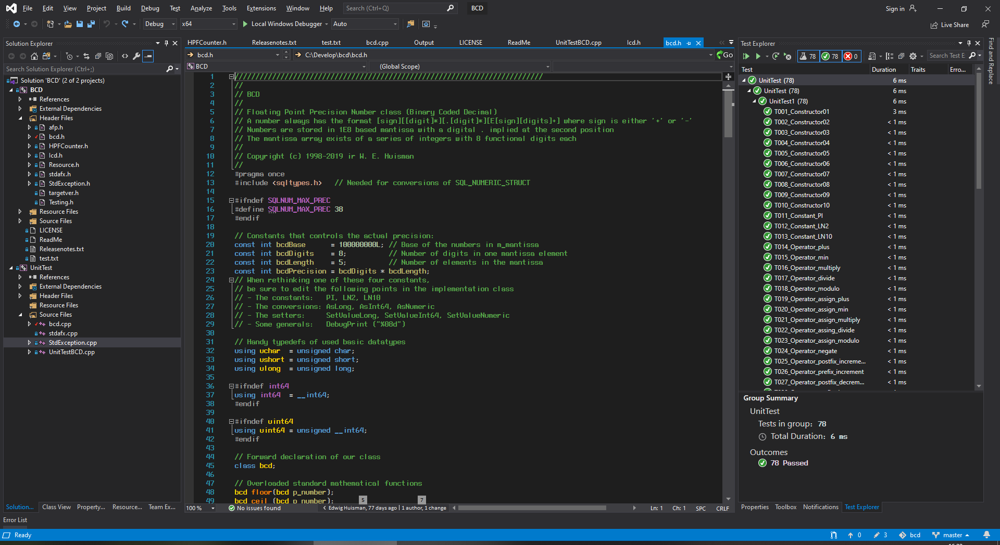 File Edit View Project Build Debug Test Analyze Tools Extensions Window Help Search (Ctrl+Q) BCD Sign in
Debug x64 Local Windows Debugger Auto Live Share
Solution Explorer
Search Solution Explorer (Ctrl+;)
Solution 'BCD' (2 of 2 projects)
BCD
References
External Dependencies
Header Files
afp.h
bcd.h
HPFCounter.h
lcd.h
Resource.h
stdafx.h
StdException.h
targetver.h
Testing.h
Resource Files
Source Files
LICENSE
ReadMe
Releasenotes.txt
test.txt
UnitTest
References
External Dependencies
Header Files
Resource Files
Source Files
bcd.cpp
stdafx.cpp
StdException.cpp
UnitTestBCD.cpp
Solution... Class View Property... Resource... Team Ex...
HPFCounter.h Releasenotes.txt test.txt bcd.cpp Output LICENSE ReadMe UnitTestBCD.cpp lcd.h bcd.h
bcd.h C:\Develop\bcd\bcd.h Go
BCD (Global Scope)
1 //////////////////////////////////////////////////////////////////////////
2 //
3 // BCD
4 //
5 // Floating Point Precision Number class (Binary Coded Decimal)
6 // A number always has the format [sign][[digit]*][.[digit]*][E[sign][digits]+] where sign is either '+' or '-'
7 // Numbers are stored in 1E8 based mantissa with a digital . implied at the second position
8 // The mantissa array exists of a series of integers with 8 functional digits each
9 //
10 // Copyright (c) 1998-2019 ir W. E. Huisman
11 //
12 #pragma once
13 #include <sqltypes.h> // Needed for conversions of SQL_NUMERIC_STRUCT
14
15 #ifndef SQLNUM_MAX_PREC
16 #define SQLNUM_MAX_PREC 38
17 #endif
18
19 // Constants that controls the actual precision:
20 const int bcdBase = 100000000L; // Base of the numbers in m_mantissa
21 const int bcdDigits = 8; // Number of digits in one mantissa element
22 const int bcdLength = 5; // Number of elements in the mantissa
23 const int bcdPrecision = bcdDigits * bcdLength;
24 // When rethinking one of these four constants,
25 // be sure to edit the following points in the implementation class
26 // - The constants: PI, LN2, LN10
27 // - The conversions: AsLong, AsInt64, AsNumeric
28 // - The setters: SetValueLong, SetValueInt64, SetValueNumeric
29 // - Some generals: DebugPrint ("%08d")
30
31 // Handy typedefs of used basic datatypes
32 using uchar = unsigned char;
33 using ushort = unsigned short;
34 using ulong = unsigned long;
35
36 #ifndef int64
37 using int64 = __int64;
38 #endif
39
40 #ifndef uint64
41 using uint64 = unsigned __int64;
42 #endif
43
44 // Forward declaration of our class
45 class bcd;
46
47 // Overloaded standard mathematical functions
48 bcd floor(bcd p_number);
49 bcd ceil (bcd p_number);
5 7
100 % No issues found Edwig Huisman, 77 days ago | 1 author, 1 change Ln: 1 Ch: 1 SPC CRLF
Test Explorer
78 78 0 Search Test E
Test Duration Traits Erro...
UnitTest (78) 6 ms
UnitTest (78) 6 ms
UnitTest1 (78) 6 ms
T001_Constructor01 3 ms
T002_Constructor02 < 1 ms
T003_Constructor03 < 1 ms
T004_Constructor04 < 1 ms
T005_Constructor05 < 1 ms
T006_Constructor06 < 1 ms
T007_Constructor07 < 1 ms
T008_Constructor08 < 1 ms
T009_Constructor09 < 1 ms
T010_Constructor10 < 1 ms
T011_Constant_PI < 1 ms
T012_Constant_LN2 < 1 ms
T013_Constant_LN10 < 1 ms
T014_Operator_plus < 1 ms
T015_Operator_min < 1 ms
T016_Operator_multiply < 1 ms
T017_Operator_divide < 1 ms
T018_Operator_modulo < 1 ms
T019_Operator_assign_plus < 1 ms
T020_Operator_assign_min < 1 ms
T021_Operator_assign_multiply < 1 ms
T022_Operator_assing_divide < 1 ms
T023_Operator_assign_modulo < 1 ms
T024_Operator_negate < 1 ms
T025_Operator_postfix_increme... < 1 ms
T026_Operator_prefix_increment < 1 ms
T027_Operator_postfix_decrem... < 1 ms
Group Summary
UnitTest
Tests in group: 78
Total Duration: 6 ms
Outcomes
78 Passed
Properties Toolbox Notifications Test Explorer
Find and Replace
Error List
Ready 0 3 bcd master